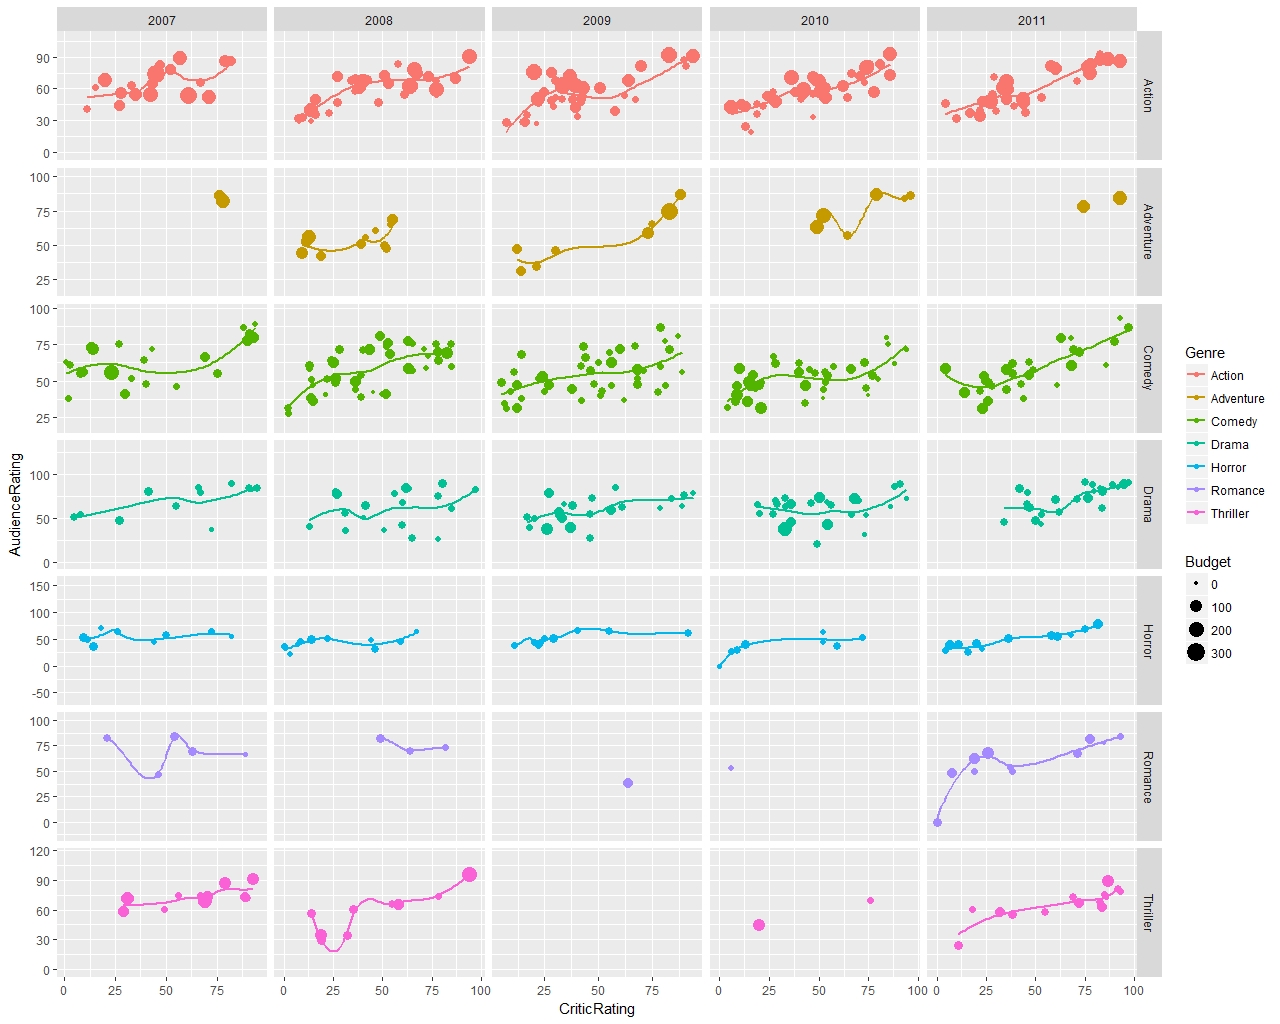 2007 2008 2009 2010 2011
90
60
30
0
Action
100
75
50
25
Adventure
100
75
50
25
Comedy
100
50
0
Drama
150
100
50
0
-50
Horror
100
75
50
25
0
Romance
120
90
60
30
0
Thriller
0 25 50 75 0 25 50 75 100 0 25 50 75 0 25 50 75 100 0 25 50 75 100
CriticRating
AudienceRating
Genre
Action
Adventure
Comedy
Drama
Horror
Romance
Thriller
Budget
0
100
200
300